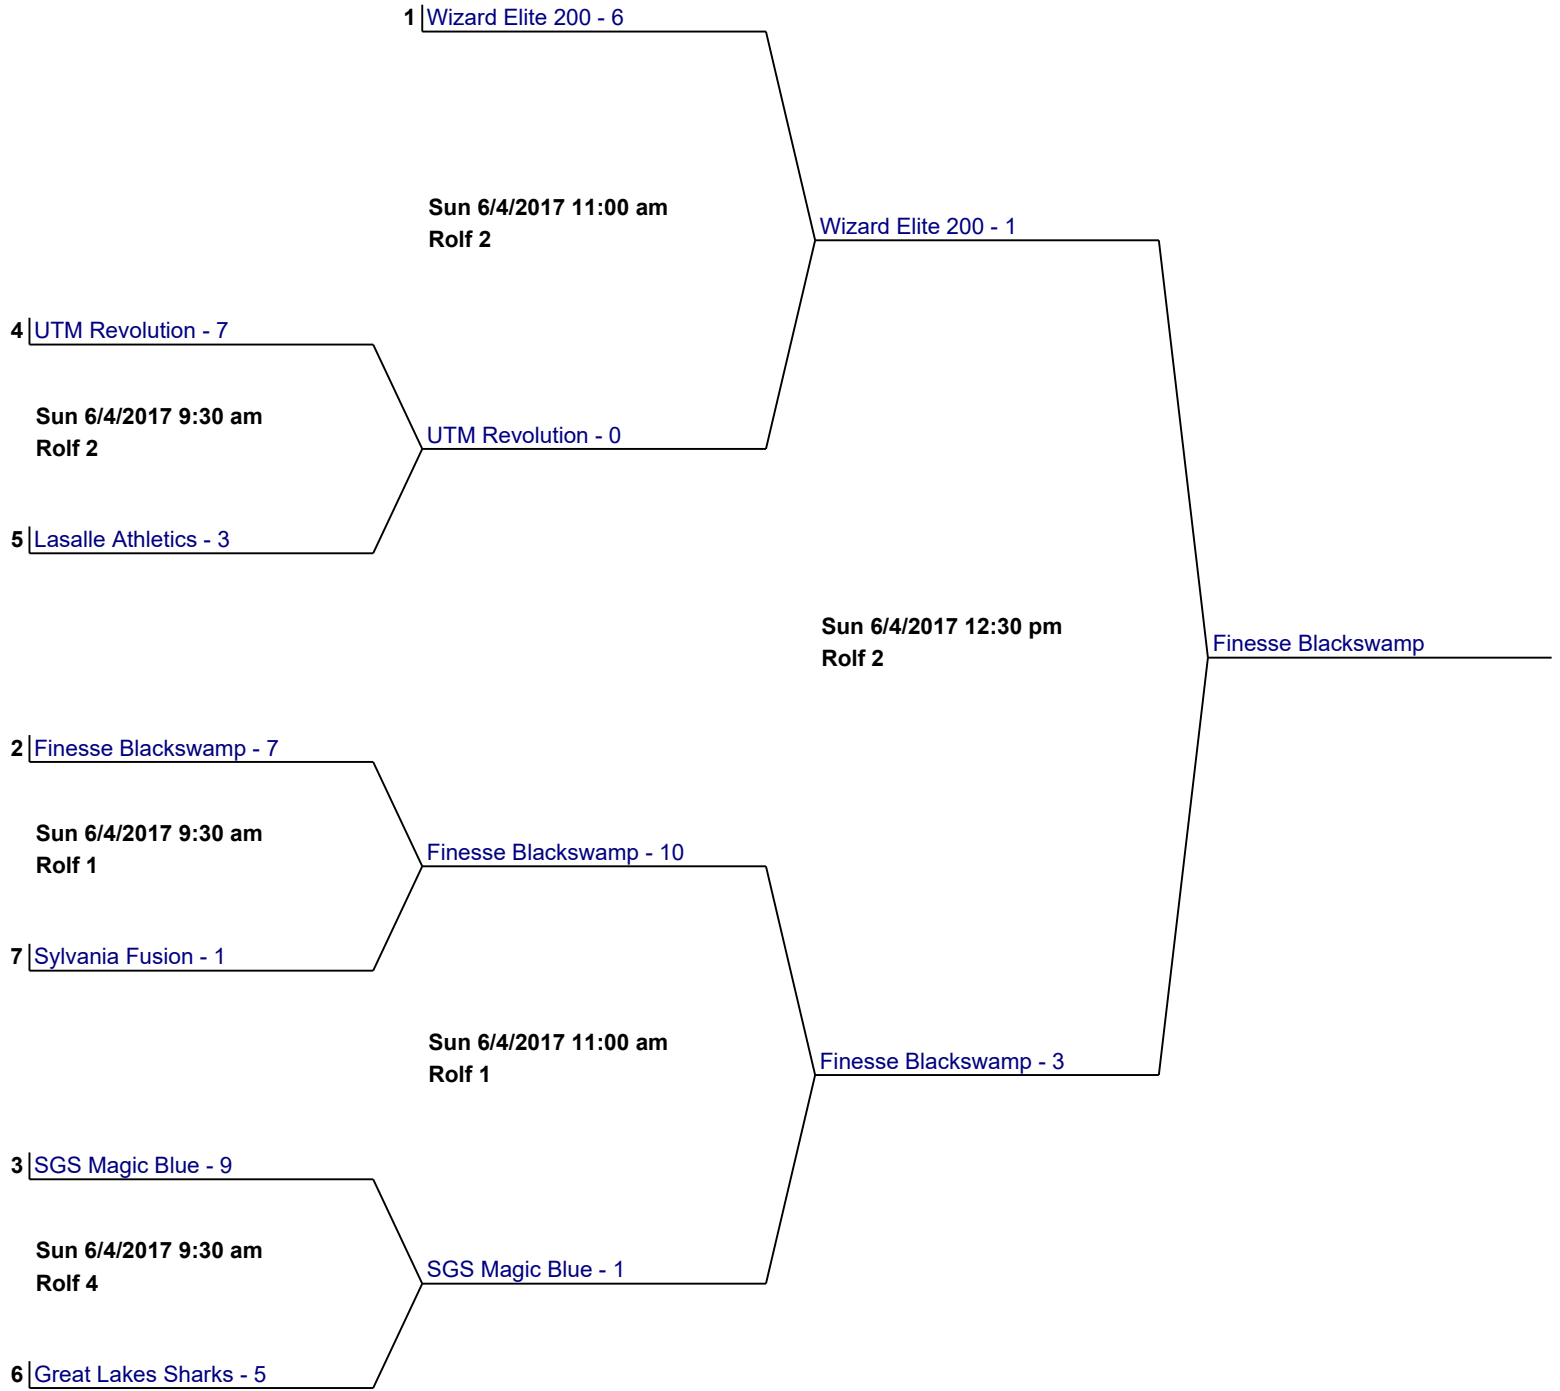 1 Wizard Elite 200 - 6
Sun 6/4/2017 11:00 am
Rolf 2
Wizard Elite 200 - 1
4 UTM Revolution - 7
Sun 6/4/2017 9:30 am
Rolf 2
UTM Revolution - 0
5 Lasalle Athletics - 3
Sun 6/4/2017 12:30 pm
Rolf 2
Finesse Blackswamp
2 Finesse Blackswamp - 7
Sun 6/4/2017 9:30 am
Rolf 1
Finesse Blackswamp - 10
7 Sylvania Fusion - 1
Sun 6/4/2017 11:00 am
Rolf 1
Finesse Blackswamp - 3
3 SGS Magic Blue - 9
Sun 6/4/2017 9:30 am
Rolf 4
SGS Magic Blue - 1
6 Great Lakes Sharks - 5